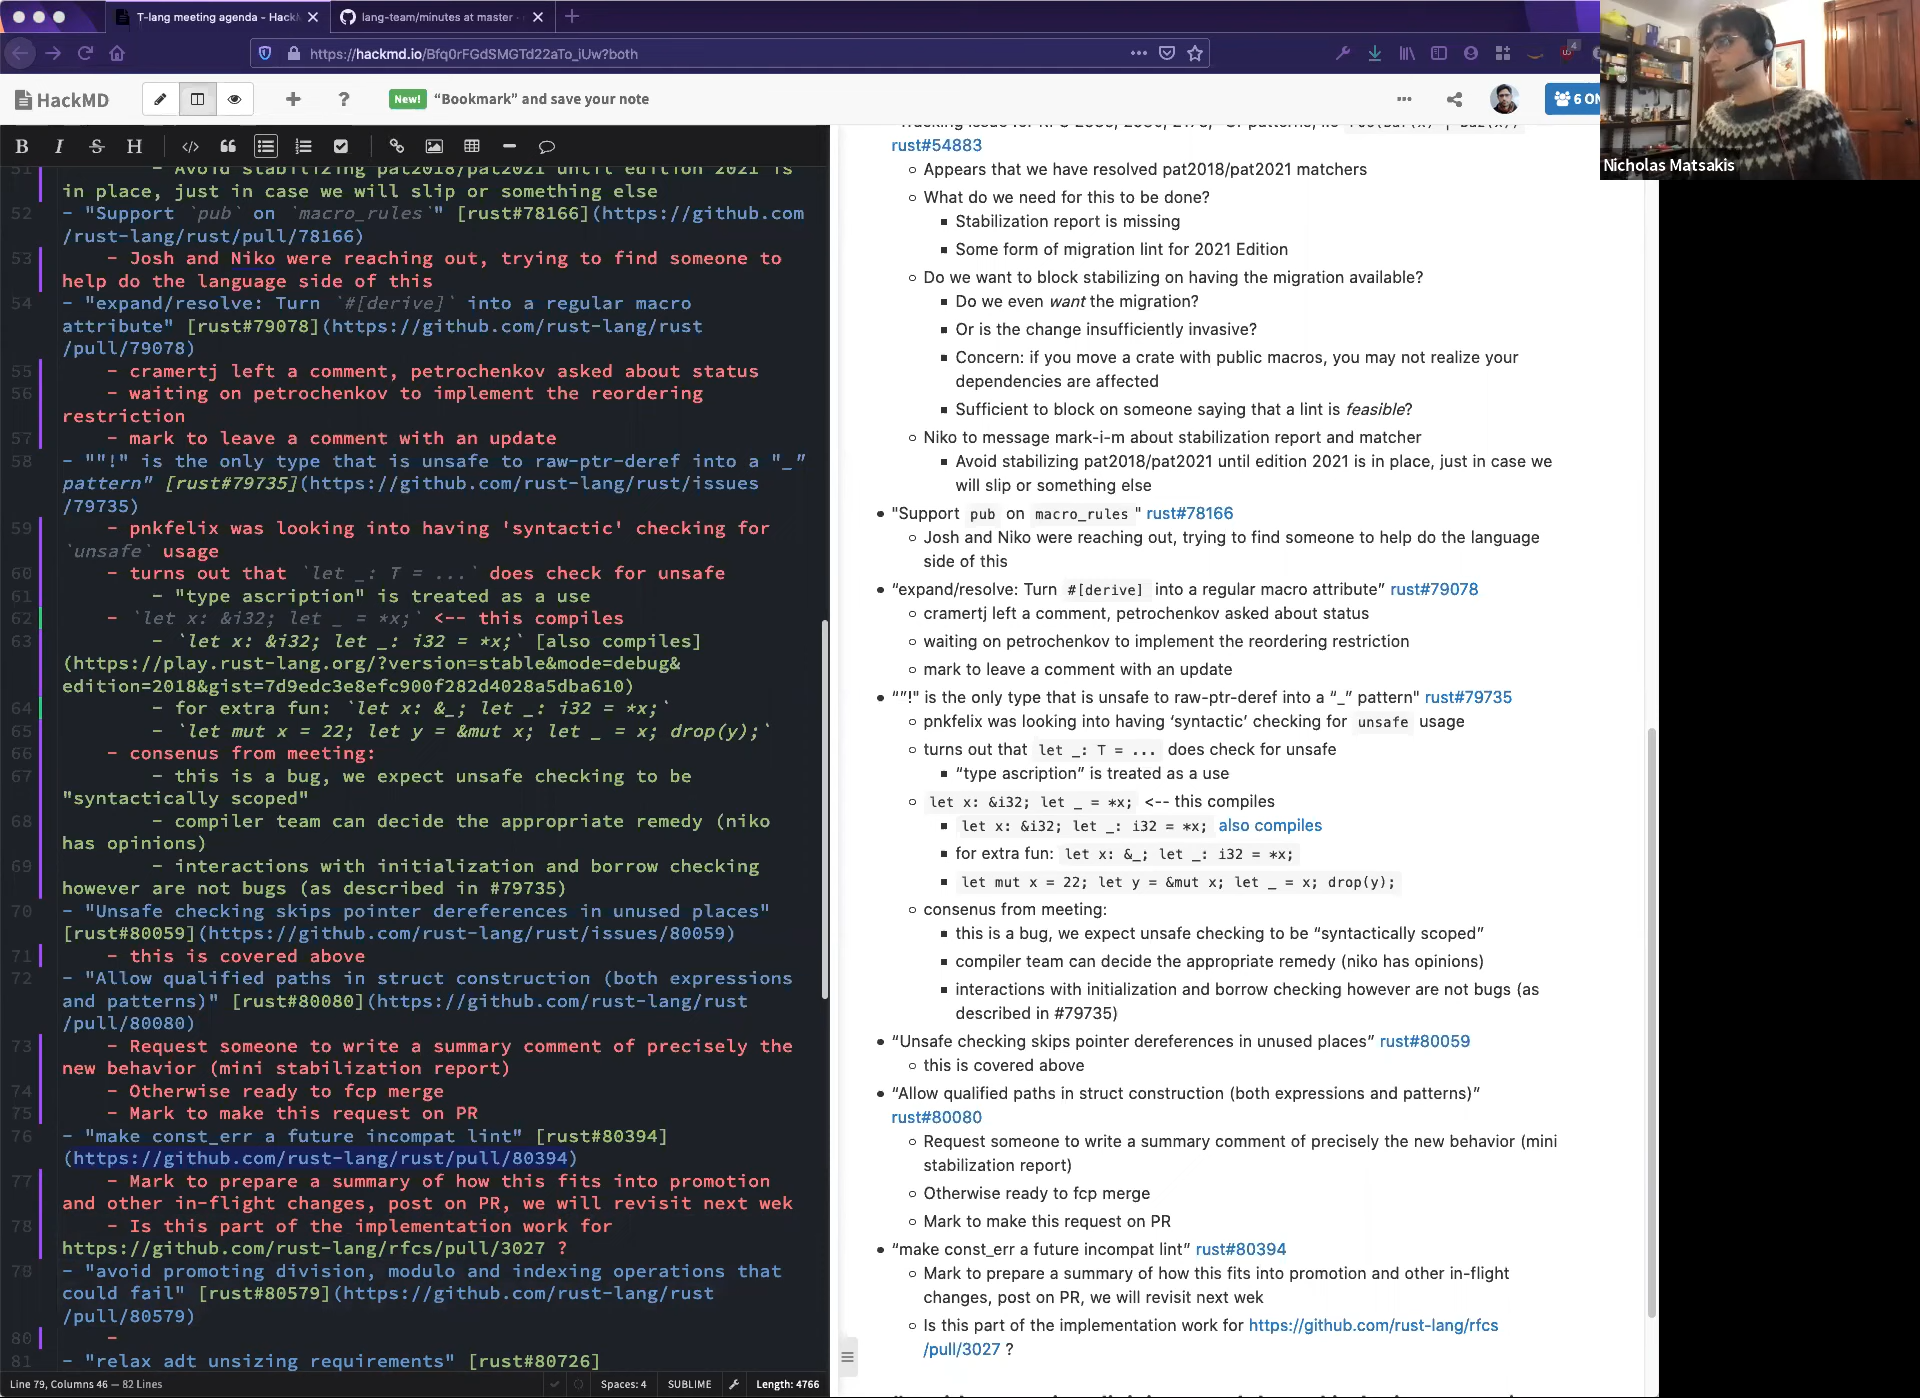 T-lang meeting agenda - Hack
lang-team/minutes at master
https://hackmd.io/Bfq0rFGdSMGTd22aTo_iUw?both
HackMD
New! “Bookmark” and save your note
6 ON
Nicholas Matsakis
- Avoid stabilizing pat2018/pat2021 until edition 2021 is
in place, just in case we will slip or something else
52 - "Support `pub` on `macro_rules`" [rust#78166](https://github.com
/rust-lang/rust/pull/78166)
53 - Josh and Niko were reaching out, trying to find someone to
help do the language side of this
54 - "expand/resolve: Turn `#[derive]` into a regular macro
attribute" [rust#79078](https://github.com/rust-lang/rust
/pull/79078)
55 - cramertj left a comment, petrochenkov asked about status
56 - waiting on petrochenkov to implement the reordering
restriction
57 - mark to leave a comment with an update
58 - ""!" is the only type that is unsafe to raw-ptr-deref into a "_"
pattern" [rust#79735](https://github.com/rust-lang/rust/issues
/79735)
59 - pnkfelix was looking into having 'syntactic' checking for
`unsafe` usage
60 - turns out that `let _: T = ...` does check for unsafe
61 - "type ascription" is treated as a use
62 - `let x: &i32; let _ = *x;` <-- this compiles
63 - `let x: &i32; let _: i32 = *x;` [also compiles]
(https://play.rust-lang.org/?version=stable&mode=debug&
edition=2018&gist=7d9edc3e8efc900f282d4028a5dba610)
64 - for extra fun: `let x: &_; let _: i32 = *x;`
65 - `let mut x = 22; let y = &mut x; let _ = x; drop(y);`
66 - consenus from meeting:
67 - this is a bug, we expect unsafe checking to be
"syntactically scoped"
68 - compiler team can decide the appropriate remedy (niko
has opinions)
69 - interactions with initialization and borrow checking
however are not bugs (as described in #79735)
70 - "Unsafe checking skips pointer dereferences in unused places"
[rust#80059](https://github.com/rust-lang/rust/issues/80059)
71 - this is covered above
72 - "Allow qualified paths in struct construction (both expressions
and patterns)" [rust#80080](https://github.com/rust-lang/rust
/pull/80080)
73 - Request someone to write a summary comment of precisely the
new behavior (mini stabilization report)
74 - Otherwise ready to fcp merge
75 - Mark to make this request on PR
76 - "make const_err a future incompat lint" [rust#80394]
(https://github.com/rust-lang/rust/pull/80394)
77 - Mark to prepare a summary of how this fits into promotion
and other in-flight changes, post on PR, we will revisit next wek
78 - Is this part of the implementation work for
https://github.com/rust-lang/rfcs/pull/3027 ?
79 - "avoid promoting division, modulo and indexing operations that
could fail" [rust#80579](https://github.com/rust-lang/rust
/pull/80579)
80 -
81 - "relax adt unsizing requirements" [rust#80726]
Line 79, Columns 46 — 82 Lines
Spaces: 4
SUBLIME
Length: 4766
rust#54883
Appears that we have resolved pat2018/pat2021 matchers
What do we need for this to be done?
Stabilization report is missing
Some form of migration lint for 2021 Edition
Do we want to block stabilizing on having the migration available?
Do we even want the migration?
Or is the change insufficiently invasive?
Concern: if you move a crate with public macros, you may not realize your
dependencies are affected
Sufficient to block on someone saying that a lint is feasible?
Niko to message mark-i-m about stabilization report and matcher
Avoid stabilizing pat2018/pat2021 until edition 2021 is in place, just in case we
will slip or something else
"Support pub on macro_rules " rust#78166
Josh and Niko were reaching out, trying to find someone to help do the language
side of this
“expand/resolve: Turn #[derive] into a regular macro attribute” rust#79078
cramertj left a comment, petrochenkov asked about status
waiting on petrochenkov to implement the reordering restriction
mark to leave a comment with an update
“”!" is the only type that is unsafe to raw-ptr-deref into a “_” pattern" rust#79735
pnkfelix was looking into having ‘syntactic’ checking for unsafe usage
turns out that let _: T = ... does check for unsafe
“type ascription” is treated as a use
let x: &i32; let _ = *x; <-- this compiles
let x: &i32; let _: i32 = *x; also compiles
for extra fun: let x: &_; let _: i32 = *x;
let mut x = 22; let y = &mut x; let _ = x; drop(y);
consenus from meeting:
this is a bug, we expect unsafe checking to be “syntactically scoped”
compiler team can decide the appropriate remedy (niko has opinions)
interactions with initialization and borrow checking however are not bugs (as
described in #79735)
“Unsafe checking skips pointer dereferences in unused places” rust#80059
this is covered above
“Allow qualified paths in struct construction (both expressions and patterns)”
rust#80080
Request someone to write a summary comment of precisely the new behavior (mini
stabilization report)
Otherwise ready to fcp merge
Mark to make this request on PR
“make const_err a future incompat lint” rust#80394
Mark to prepare a summary of how this fits into promotion and other in-flight
changes, post on PR, we will revisit next wek
Is this part of the implementation work for https://github.com/rust-lang/rfcs
/pull/3027 ?